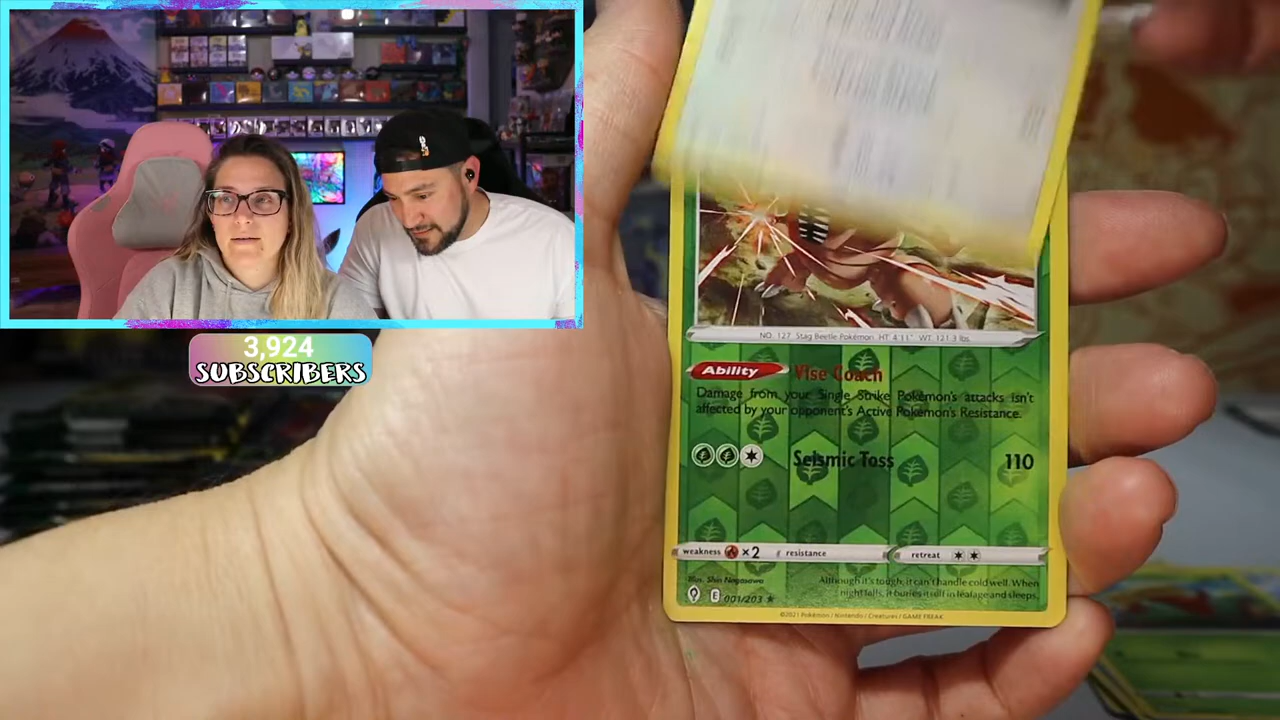 3,924
SUBSCRIBERS
NO. 127 Stag Beetle Pokémon HT: 4'11" WT: 121.3 lbs.
Ability Vise Coach
Damage from your Single Strike Pokémon's attacks isn't
affected by your opponent's Active Pokémon's Resistance.
Seismic Toss 110
weakness ×2 resistance retreat
Illus. Shin Nagasawa
Although it's tough, it can't handle cold well. When
night falls, it buries itself in leafage and sleeps.
E 001/203 ★
©2021 Pokémon / Nintendo / Creatures / GAME FREAK